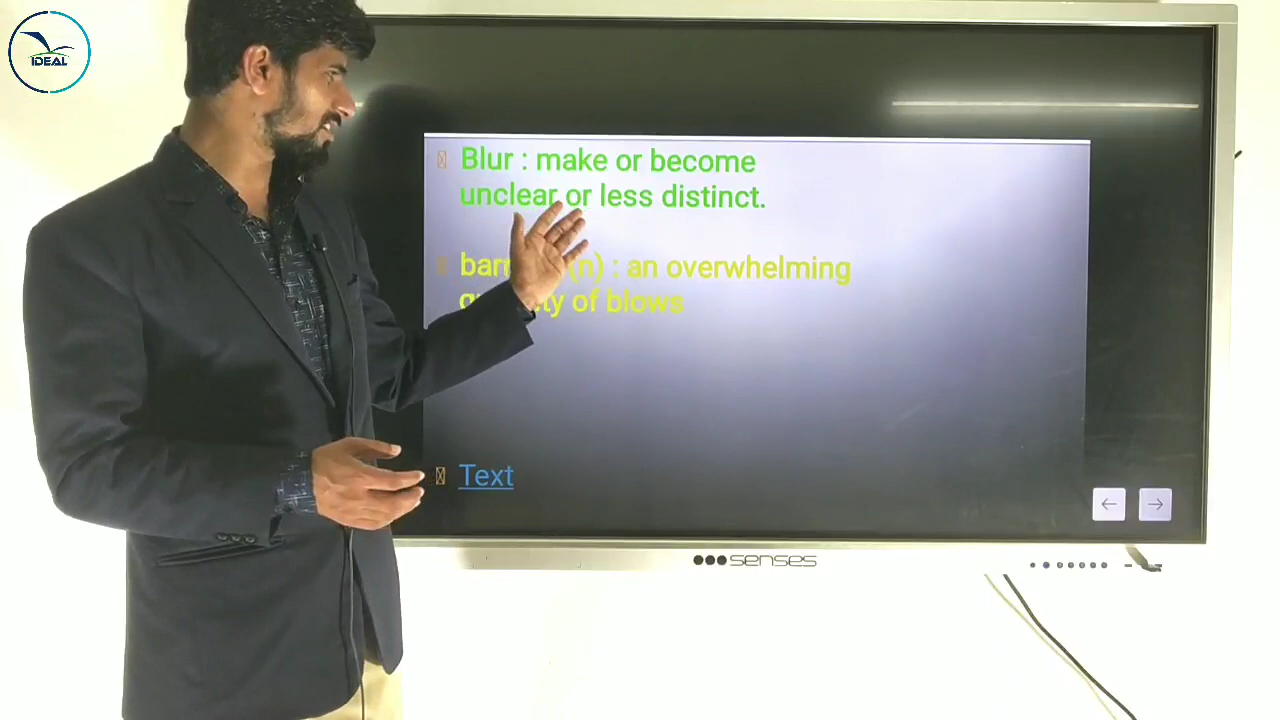 IDEAL
Blur : make or become
unclear or less distinct.
(n) : an overwhelming
of blows
Text
senses